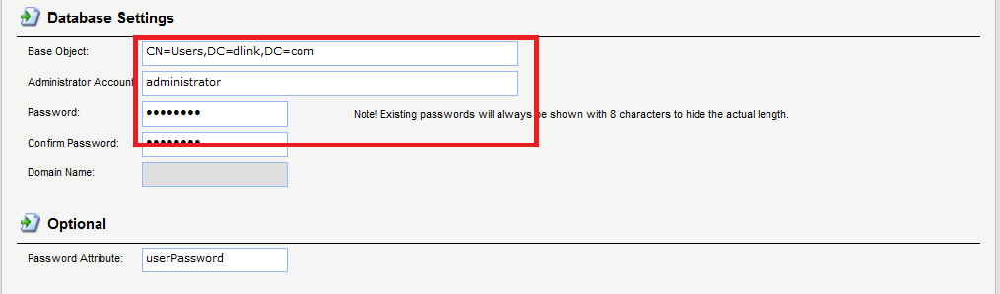 Database Settings
Base Object: CN=Users,DC=dlink,DC=com
Administrator Account administrator
Password: ●●●●●●●● Note! Existing passwords will always be shown with 8 characters to hide the actual length.
Confirm Password: ●●●●●●●●
Domain Name:
Optional
Password Attribute: userPassword